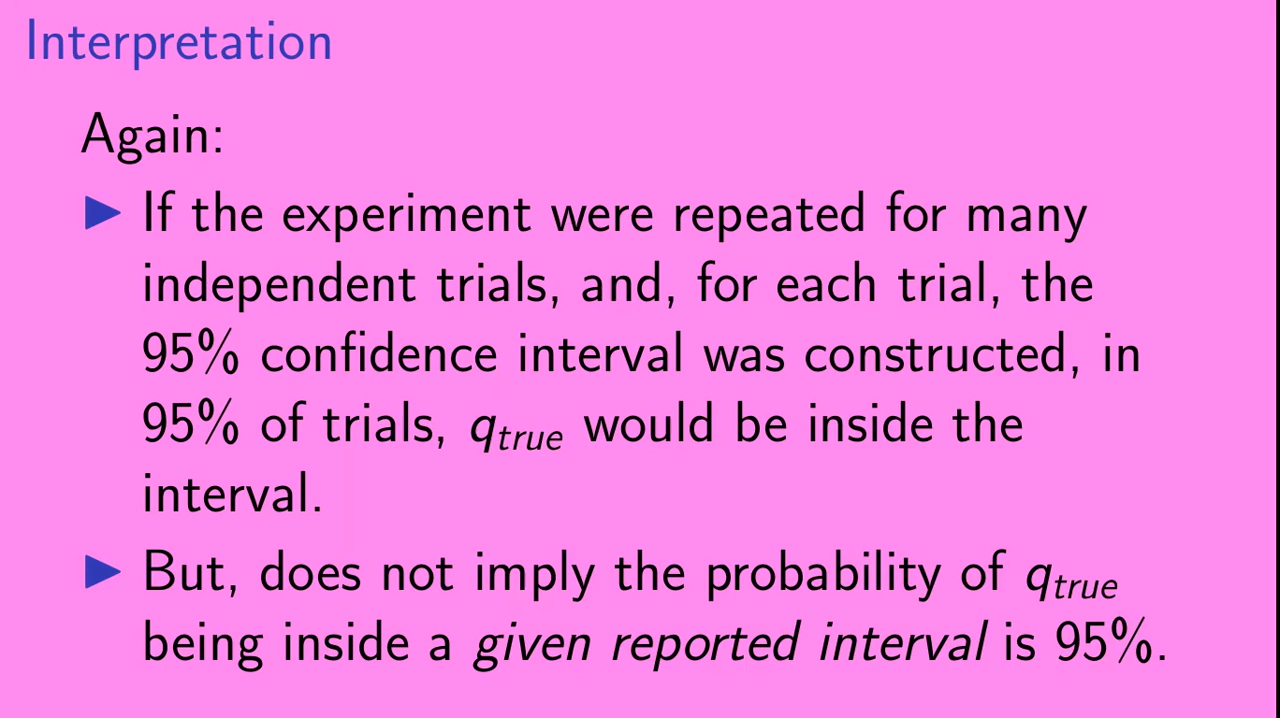 Interpretation
Again:
▶ If the experiment were repeated for many
independent trials, and, for each trial, the
95% confidence interval was constructed, in
95% of trials, q_true would be inside the
interval.
▶ But, does not imply the probability of q_true
being inside a given reported interval is 95%.